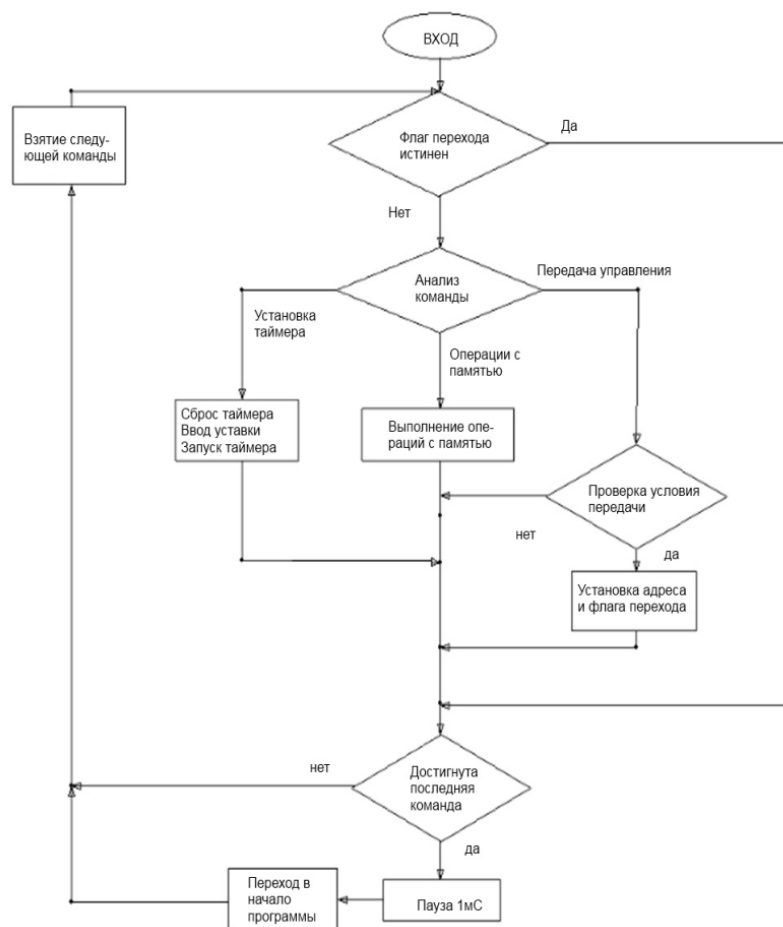 ВХОД
Взятие следу-
ющей команды
Флаг перехода
истинен
Да
Нет
Передача управления
Анализ
команды
Установка
таймера
Операции с
памятью
Сброс таймера
Ввод уставки
Запуск таймера
Выполнение опе-
раций с памятью
Проверка условия
передачи
нет
да
Установка адреса
и флага перехода
нет
Достигнута
последняя
команда
да
Переход в
начало
программы
Пауза 1мС